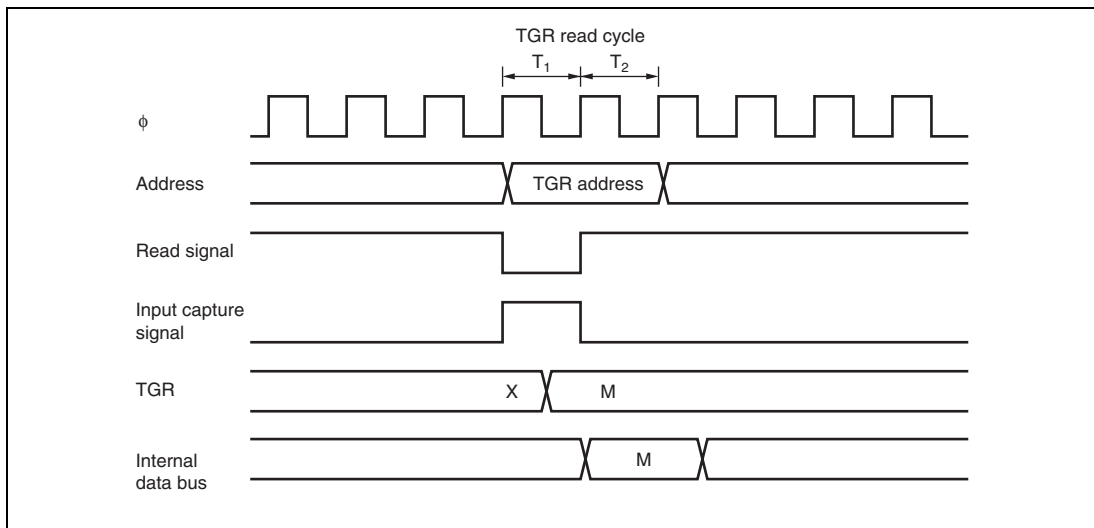 TGR read cycle
T1 T2
ϕ
Address
TGR address
Read signal
Input capture
signal
TGR
X
M
Internal
data bus
M